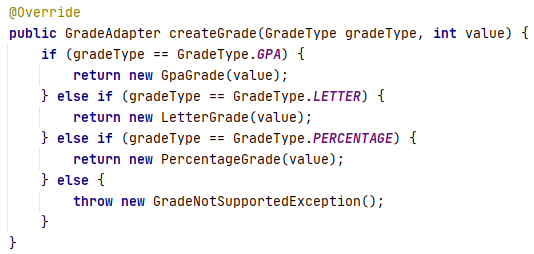 @Override
public GradeAdapter createGrade(GradeType gradeType, int value) {
    if (gradeType == GradeType.GPA) {
        return new GpaGrade(value);
    } else if (gradeType == GradeType.LETTER) {
        return new LetterGrade(value);
    } else if (gradeType == GradeType.PERCENTAGE) {
        return new PercentageGrade(value);
    } else {
        throw new GradeNotSupportedException();
    }
}